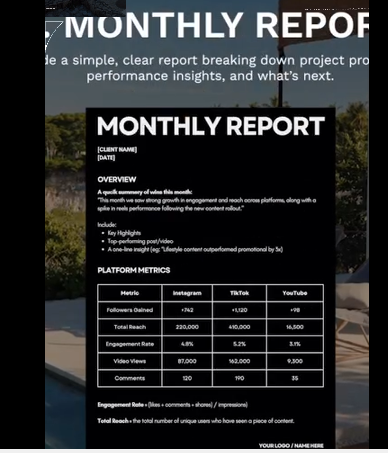 . MONTHLY REPOR
de a simple, clear report breaking down project pro
performance insights, and what's next.
MONTHLY REPORT
[CLIENT NAME]
[DATE]
OVERVIEW
A quick summary of wins this month:
"This month we saw strong growth in engagement and reach across platforms, along with a
spike in reels performance following the new content rollout."
Include:
• Key Highlights
• Top-performing post/video
• A one-line insight (eg: "Lifestyle content outperformed promotional by 3x)
PLATFORM METRICS
Metric Instagram TikTok YouTube
Followers Gained +742 +1,120 +98
Total Reach 220,000 410,000 16,500
Engagement Rate 4.8% 5.2% 3.1%
Video Views 87,000 162,000 9,300
Comments 120 190 35
Engagement Rate = (likes + comments + shares) / impressions)
Total Reach = the total number of unique users who have seen a piece of content.
YOUR LOGO / NAME HERE